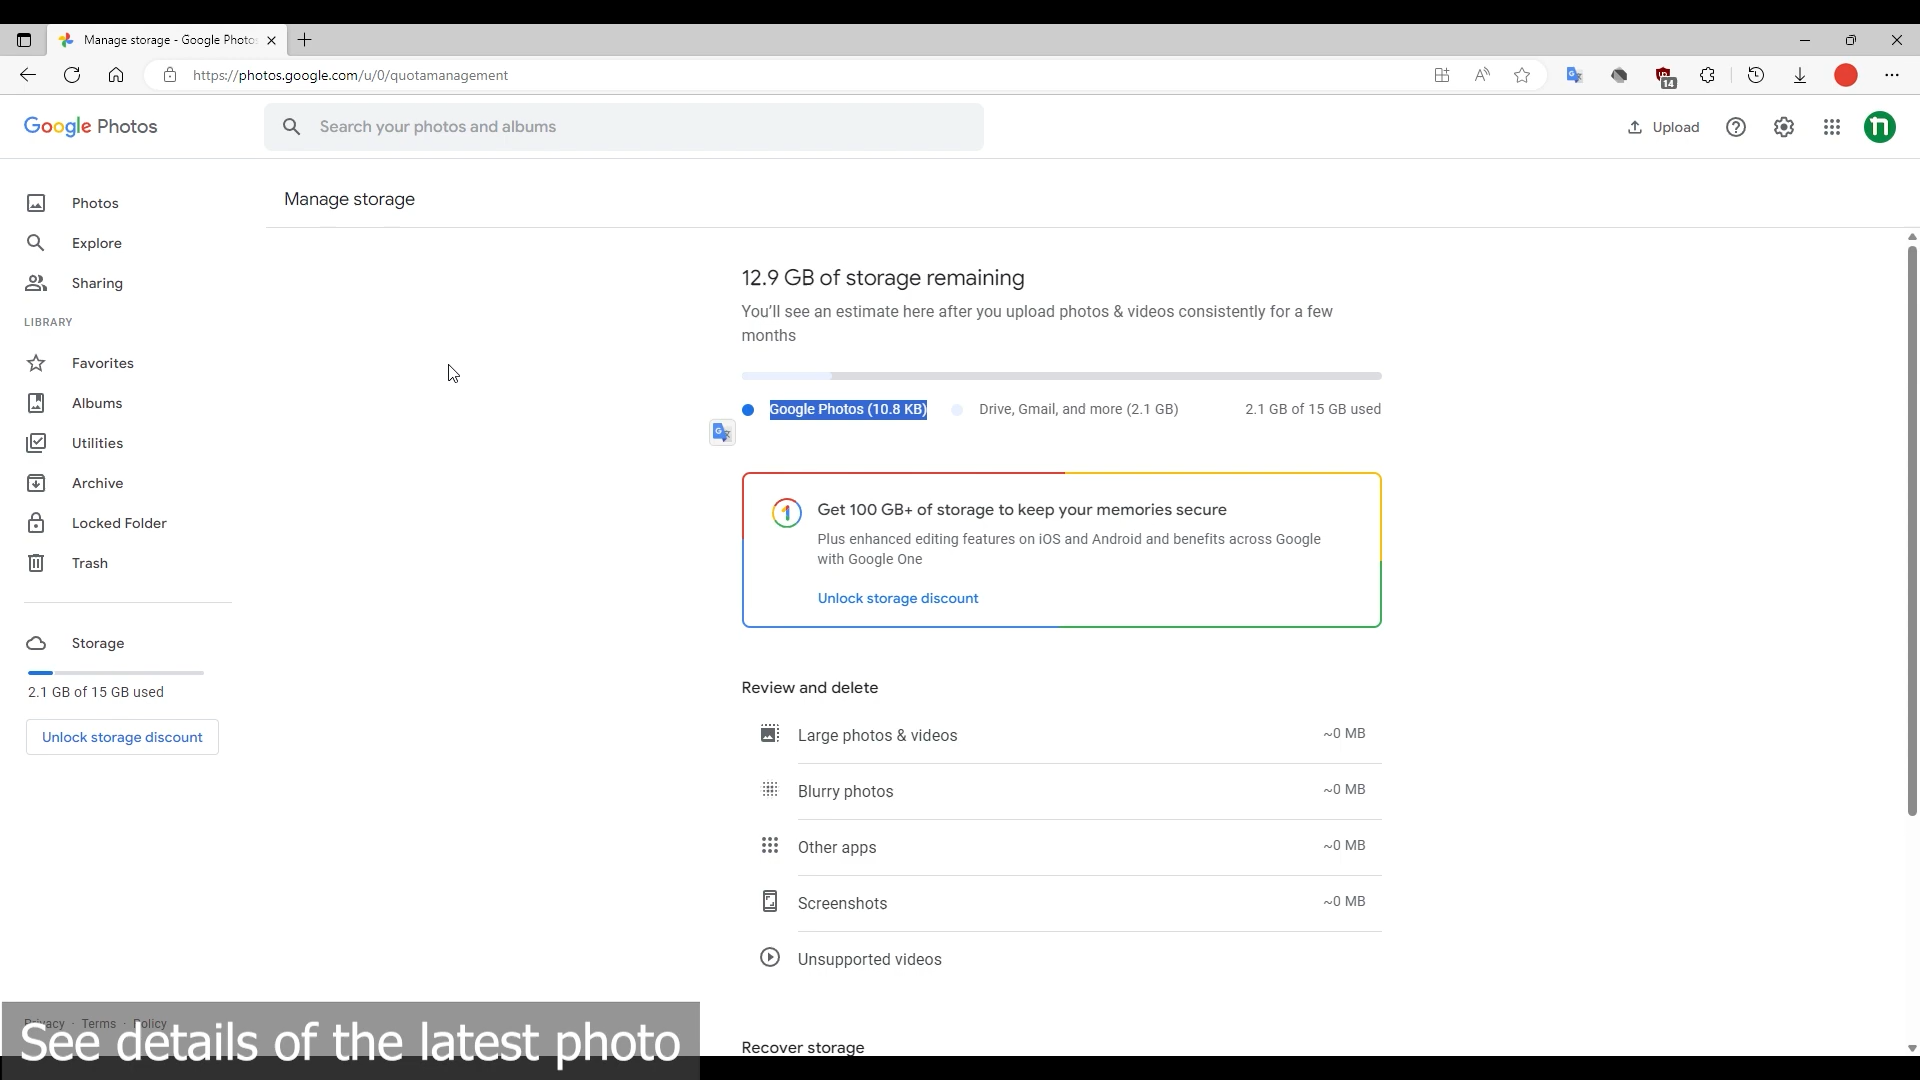 Manage storage - Google Photo
https://photos.google.com/u/0/quotamanagement
14
Google Photos
Search your photos and albums
Upload
n
Photos
Explore
Sharing
LIBRARY
Favorites
Albums
Utilities
Archive
Locked Folder
Trash
Storage
2.1 GB of 15 GB used
Unlock storage discount
Manage storage
12.9 GB of storage remaining
You'll see an estimate here after you upload photos & videos consistently for a few
months
Google Photos (10.8 KB)
Drive, Gmail, and more (2.1 GB)
2.1 GB of 15 GB used
Get 100 GB+ of storage to keep your memories secure
Plus enhanced editing features on iOS and Android and benefits across Google
with Google One
Unlock storage discount
Review and delete
Large photos & videos ~0 MB
Blurry photos ~0 MB
Other apps ~0 MB
Screenshots ~0 MB
Unsupported videos
Recover storage
Privacy · Terms · Policy
See details of the latest photo